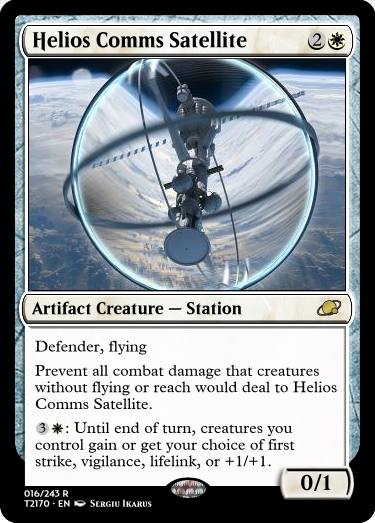 Helios Comms Satellite 2
Artifact Creature — Station
Defender, flying
Prevent all combat damage that creatures
without flying or reach would deal to Helios
Comms Satellite.
3 : Until end of turn, creatures you
control gain or get your choice of first
strike, vigilance, lifelink, or +1/+1.
0/1
016/243 R
T2170 • EN Sergiu Ikarus